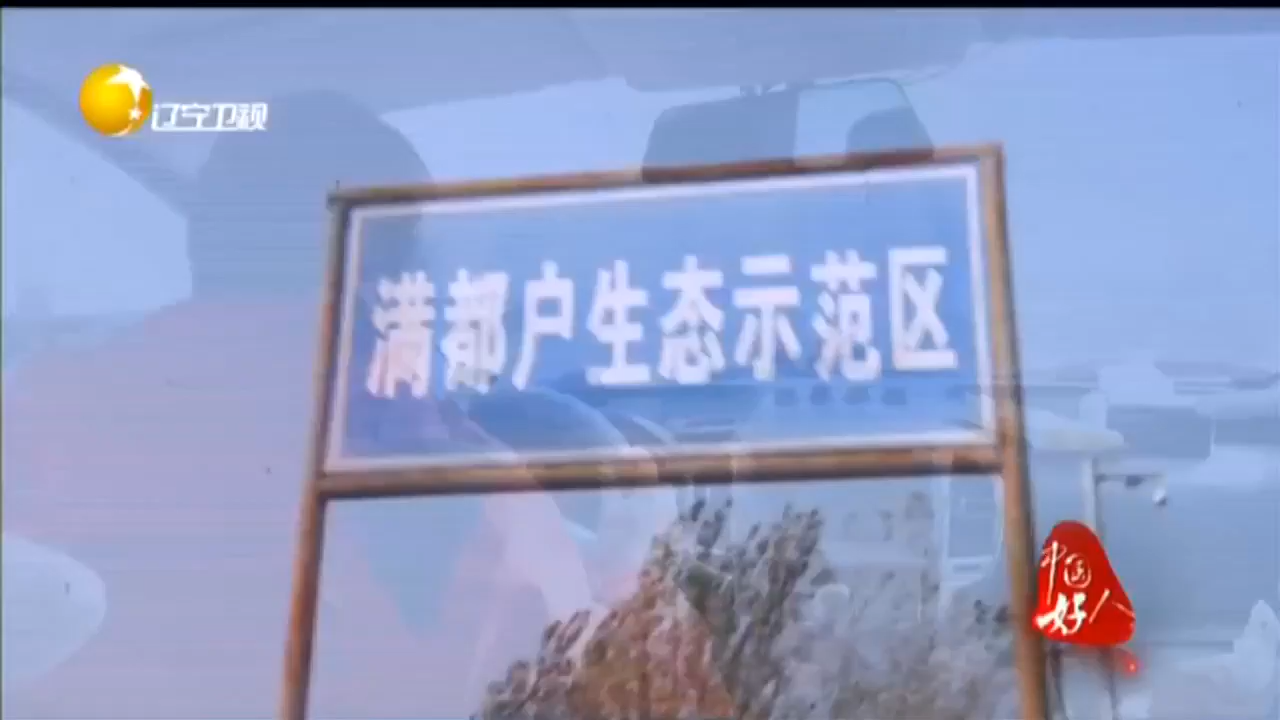 辽宁卫视
满都户生态示范区
中国
好人